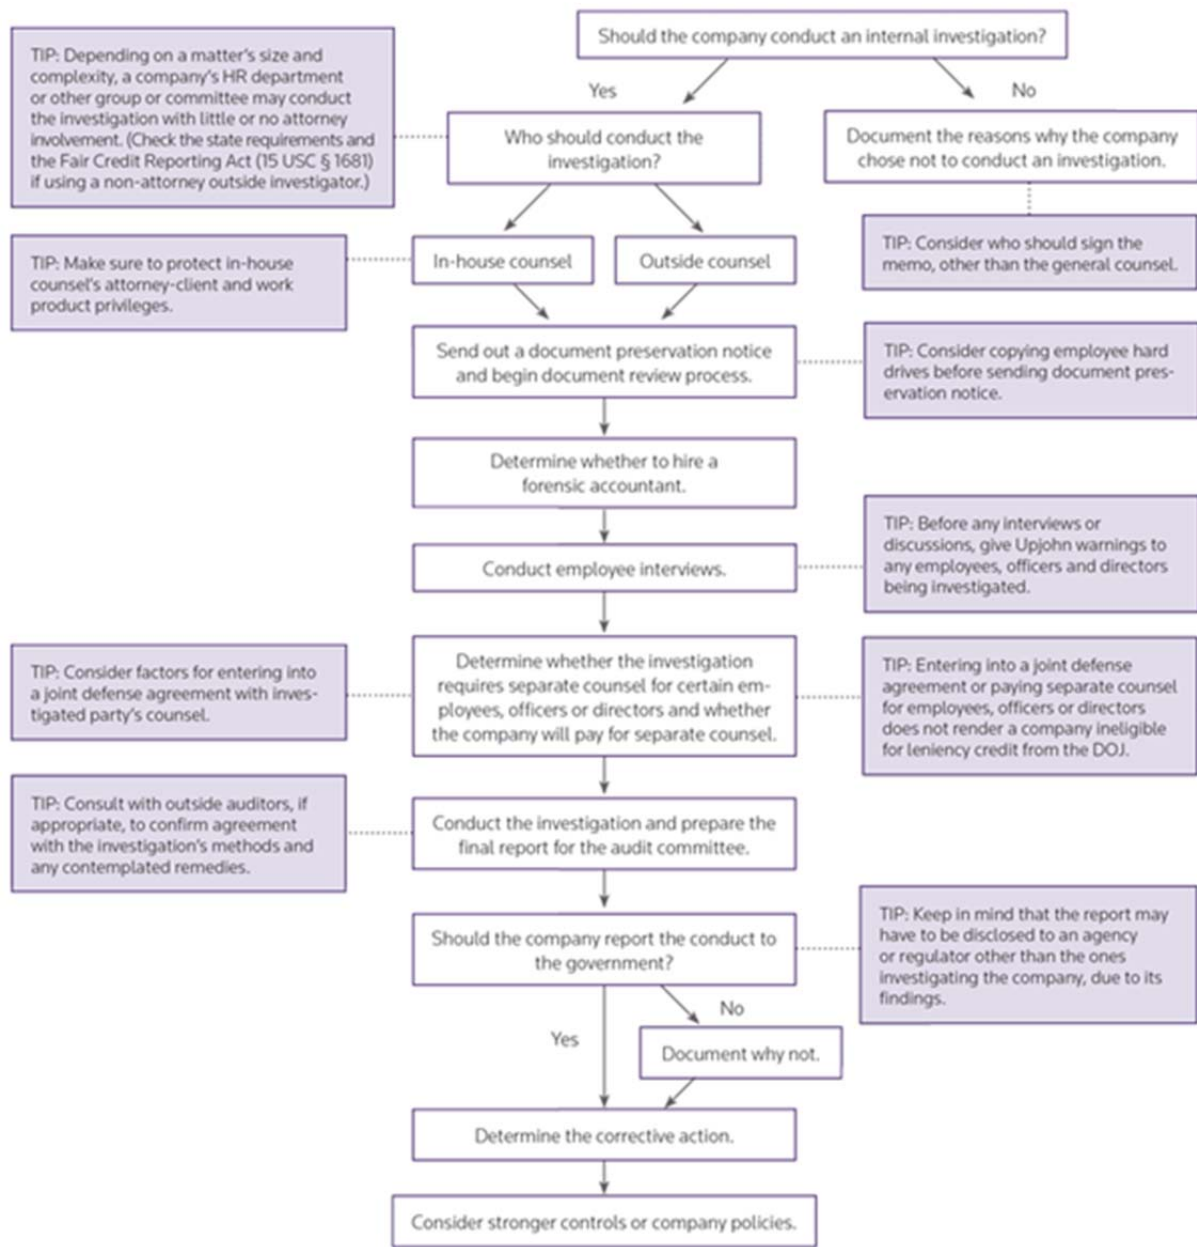 Should the company conduct an internal investigation?
TIP: Depending on a matter's size and
complexity, a company's HR department
or other group or committee may conduct
the investigation with little or no attorney
involvement. (Check the state requirements and
the Fair Credit Reporting Act (15 USC § 1681)
if using a non-attorney outside investigator.)
Yes
No
Who should conduct the
investigation?
Document the reasons why the company
chose not to conduct an investigation.
TIP: Consider who should sign the
memo, other than the general counsel.
TIP: Make sure to protect in-house
counsel's attorney-client and work
product privileges.
In-house counsel
Outside counsel
Send out a document preservation notice
and begin document review process.
TIP: Consider copying employee hard
drives before sending document pres-
ervation notice.
Determine whether to hire a
forensic accountant.
Conduct employee interviews.
TIP: Before any interviews or
discussions, give Upjohn warnings to
any employees, officers and directors
being investigated.
TIP: Consider factors for entering into
a joint defense agreement with inves-
tigated party's counsel.
Determine whether the investigation
requires separate counsel for certain em-
ployees, officers or directors and whether
the company will pay for separate counsel.
TIP: Entering into a joint defense
agreement or paying separate counsel
for employees, officers or directors
does not render a company ineligible
for leniency credit from the DOJ.
TIP: Consult with outside auditors, if
appropriate, to confirm agreement
with the investigation's methods and
any contemplated remedies.
Conduct the investigation and prepare the
final report for the audit committee.
Should the company report the conduct to
the government?
TIP: Keep in mind that the report may
have to be disclosed to an agency
or regulator other than the ones
investigating the company, due to its
findings.
No
Yes
Document why not.
Determine the corrective action.
Consider stronger controls or company policies.